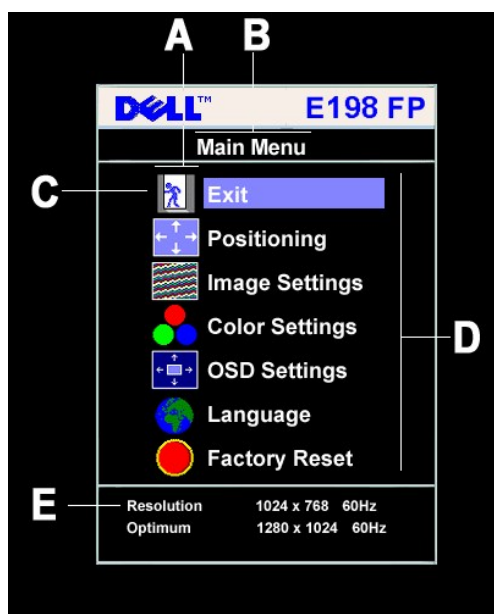 A B
DELL™ E198 FP
Main Menu
C Exit
Positioning
Image Settings
Color Settings
D
OSD Settings
Language
Factory Reset
E Resolution 1024 x 768 60Hz
Optimum 1280 x 1024 60Hz